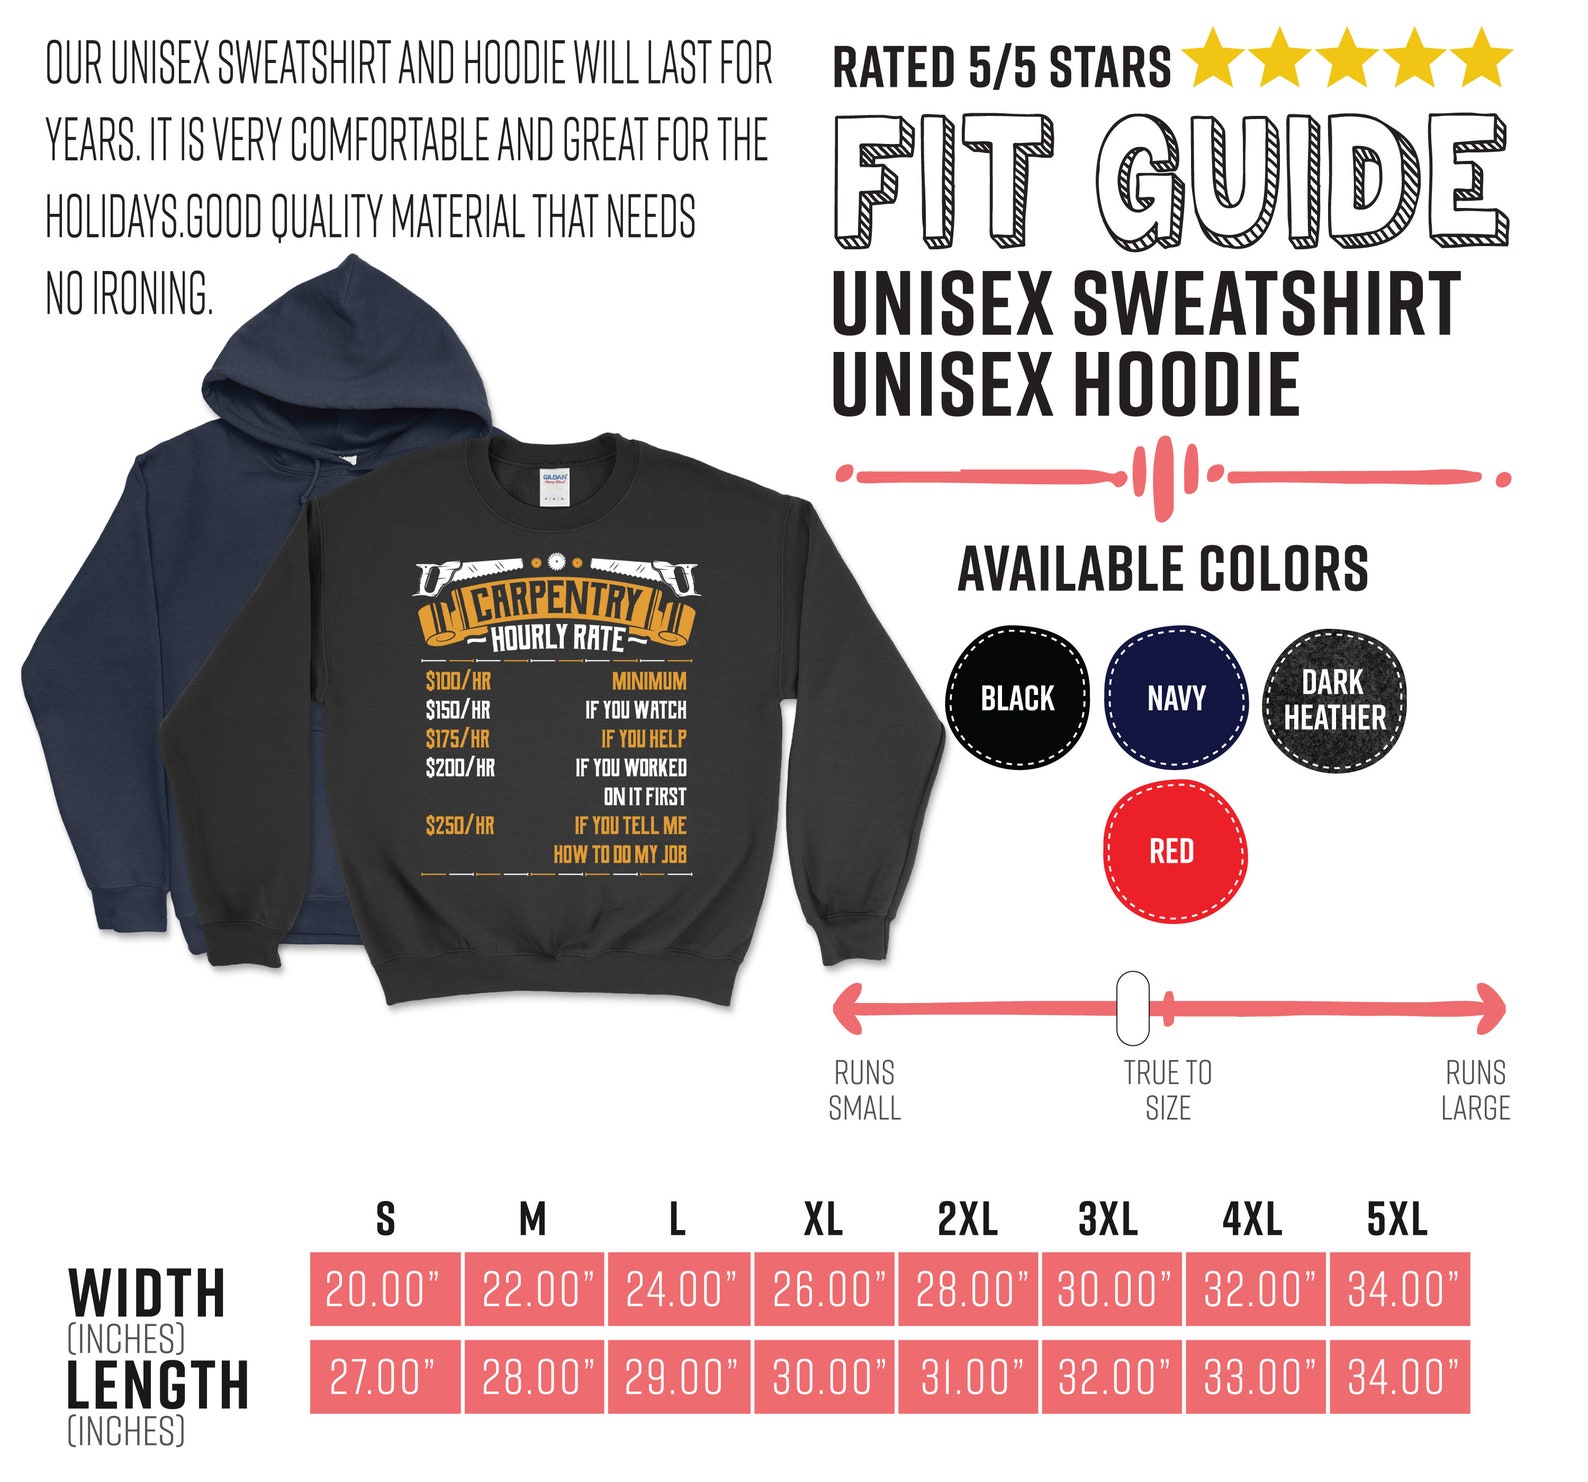 OUR UNISEX SWEATSHIRT AND HOODIE WILL LAST FOR
YEARS. IT IS VERY COMFORTABLE AND GREAT FOR THE
HOLIDAYS.GOOD QUALITY MATERIAL THAT NEEDS
NO IRONING.
RATED 5/5 STARS
FIT GUIDE
UNISEX SWEATSHIRT
UNISEX HOODIE
GILDAN
CARPENTRY
HOURLY RATE
$100/HR MINIMUM
$150/HR IF YOU WATCH
$175/HR IF YOU HELP
$200/HR IF YOU WORKED
ON IT FIRST
$250/HR IF YOU TELL ME
HOW TO DO MY JOB
AVAILABLE COLORS
BLACK
NAVY
DARK
HEATHER
RED
RUNS
SMALL
TRUE TO
SIZE
RUNS
LARGE
S M L XL 2XL 3XL 4XL 5XL
WIDTH 20.00” 22.00” 24.00” 26.00” 28.00” 30.00” 32.00” 34.00”
(INCHES)
LENGTH 27.00” 28.00” 29.00” 30.00” 31.00” 32.00” 33.00” 34.00”
(INCHES)